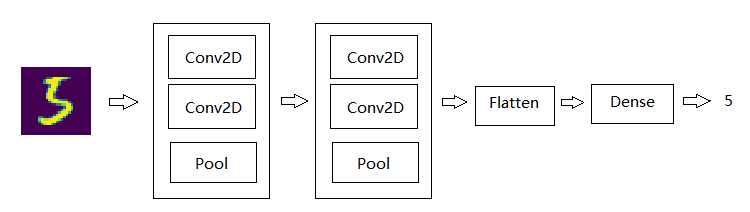 Conv2D
Conv2D
Pool
Conv2D
Conv2D
Pool
Flatten
Dense
5